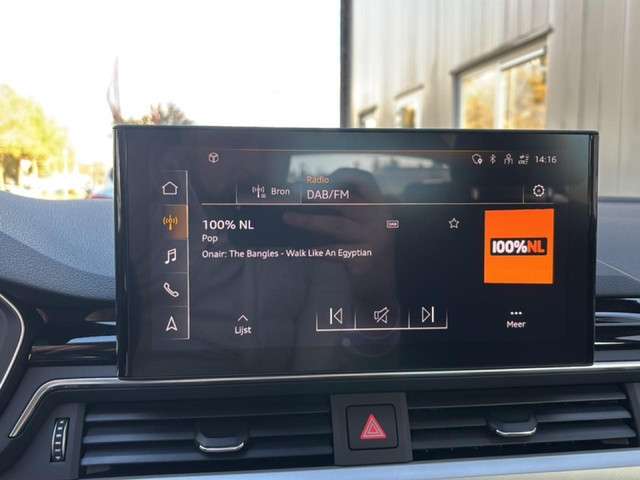 14:16
Radio
Bron
DAB/FM
100% NL
Pop
Onair: The Bangles - Walk Like An Egyptian
100%NL
Lijst
Meer